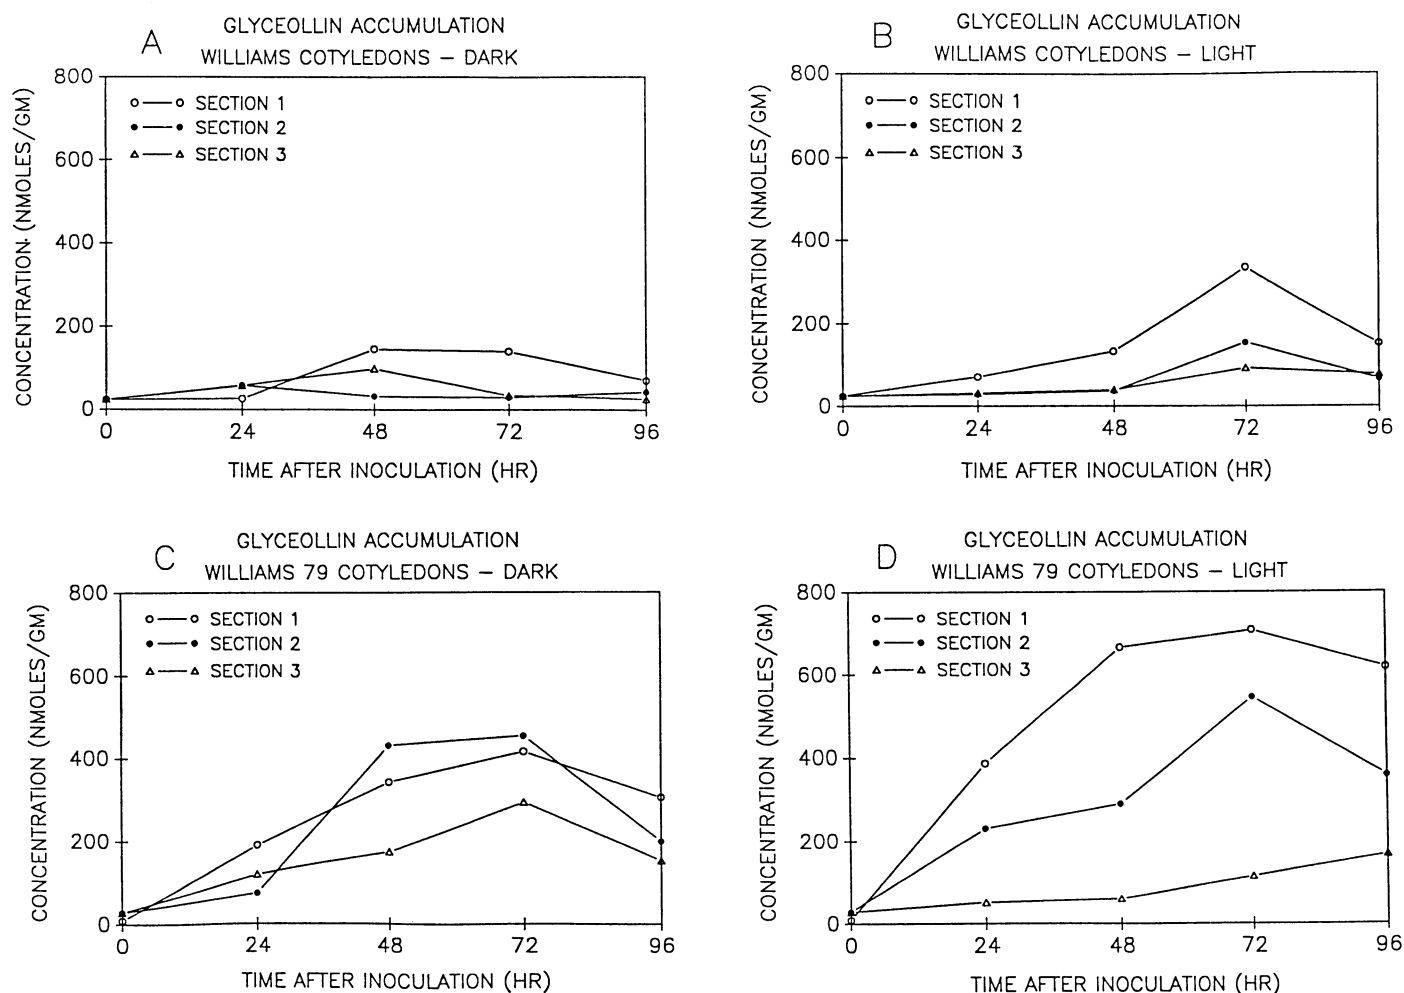 A
GLYCEOLLIN ACCUMULATION
WILLIAMS COTYLEDONS – DARK
CONCENTRATION (NMOLES/GM)
800
600
400
200
0
SECTION 1
SECTION 2
SECTION 3
0 24 48 72 96
TIME AFTER INOCULATION (HR)
B
GLYCEOLLIN ACCUMULATION
WILLIAMS COTYLEDONS – LIGHT
CONCENTRATION (NMOLES/GM)
800
600
400
200
0
SECTION 1
SECTION 2
SECTION 3
0 24 48 72 96
TIME AFTER INOCULATION (HR)
C
GLYCEOLLIN ACCUMULATION
WILLIAMS 79 COTYLEDONS – DARK
CONCENTRATION (NMOLES/GM)
800
600
400
200
0
SECTION 1
SECTION 2
SECTION 3
0 24 48 72 96
TIME AFTER INOCULATION (HR)
D
GLYCEOLLIN ACCUMULATION
WILLIAMS 79 COTYLEDONS – LIGHT
CONCENTRATION (NMOLES/GM)
800
600
400
200
0
SECTION 1
SECTION 2
SECTION 3
0 24 48 72 96
TIME AFTER INOCULATION (HR)